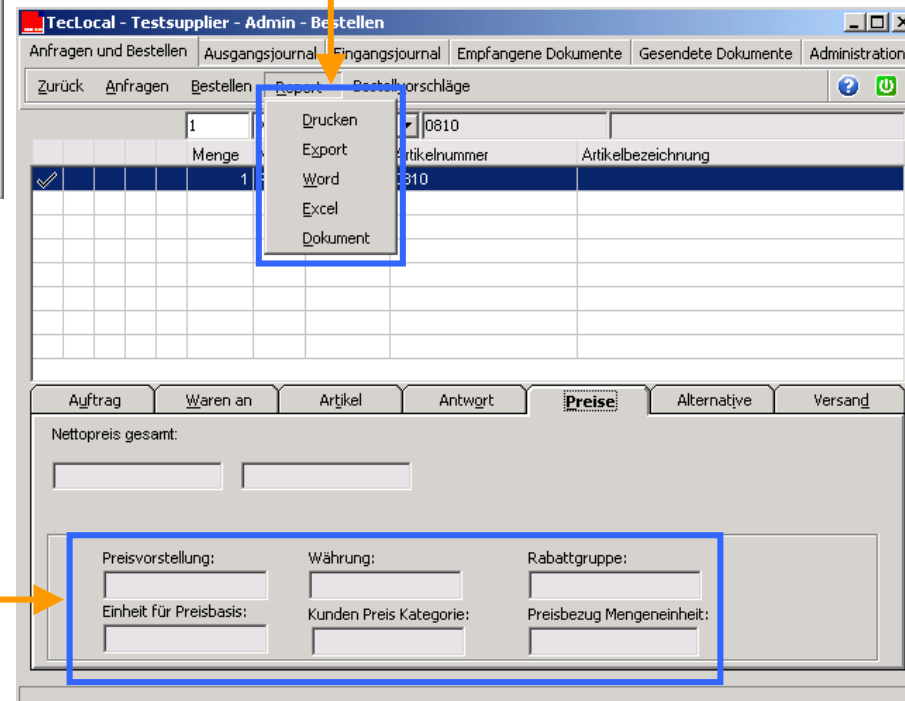 TecLocal - Testsupplier - Admin - Bestellen
Anfragen und Bestellen Ausgangsjournal Eingangsjournal Empfangene Dokumente Gesendete Dokumente Administration
Zurück Anfragen Bestellen Report Bestellvorschläge
1 0810
Menge Artikelnummer Artikelbezeichnung
1 0810
Drucken
Export
Word
Excel
Dokument
Auftrag Waren an Artikel Antwort Preise Alternative Versand
Nettopreis gesamt:
Preisvorstellung: Währung: Rabattgruppe:
Einheit für Preisbasis: Kunden Preis Kategorie: Preisbezug Mengeneinheit: